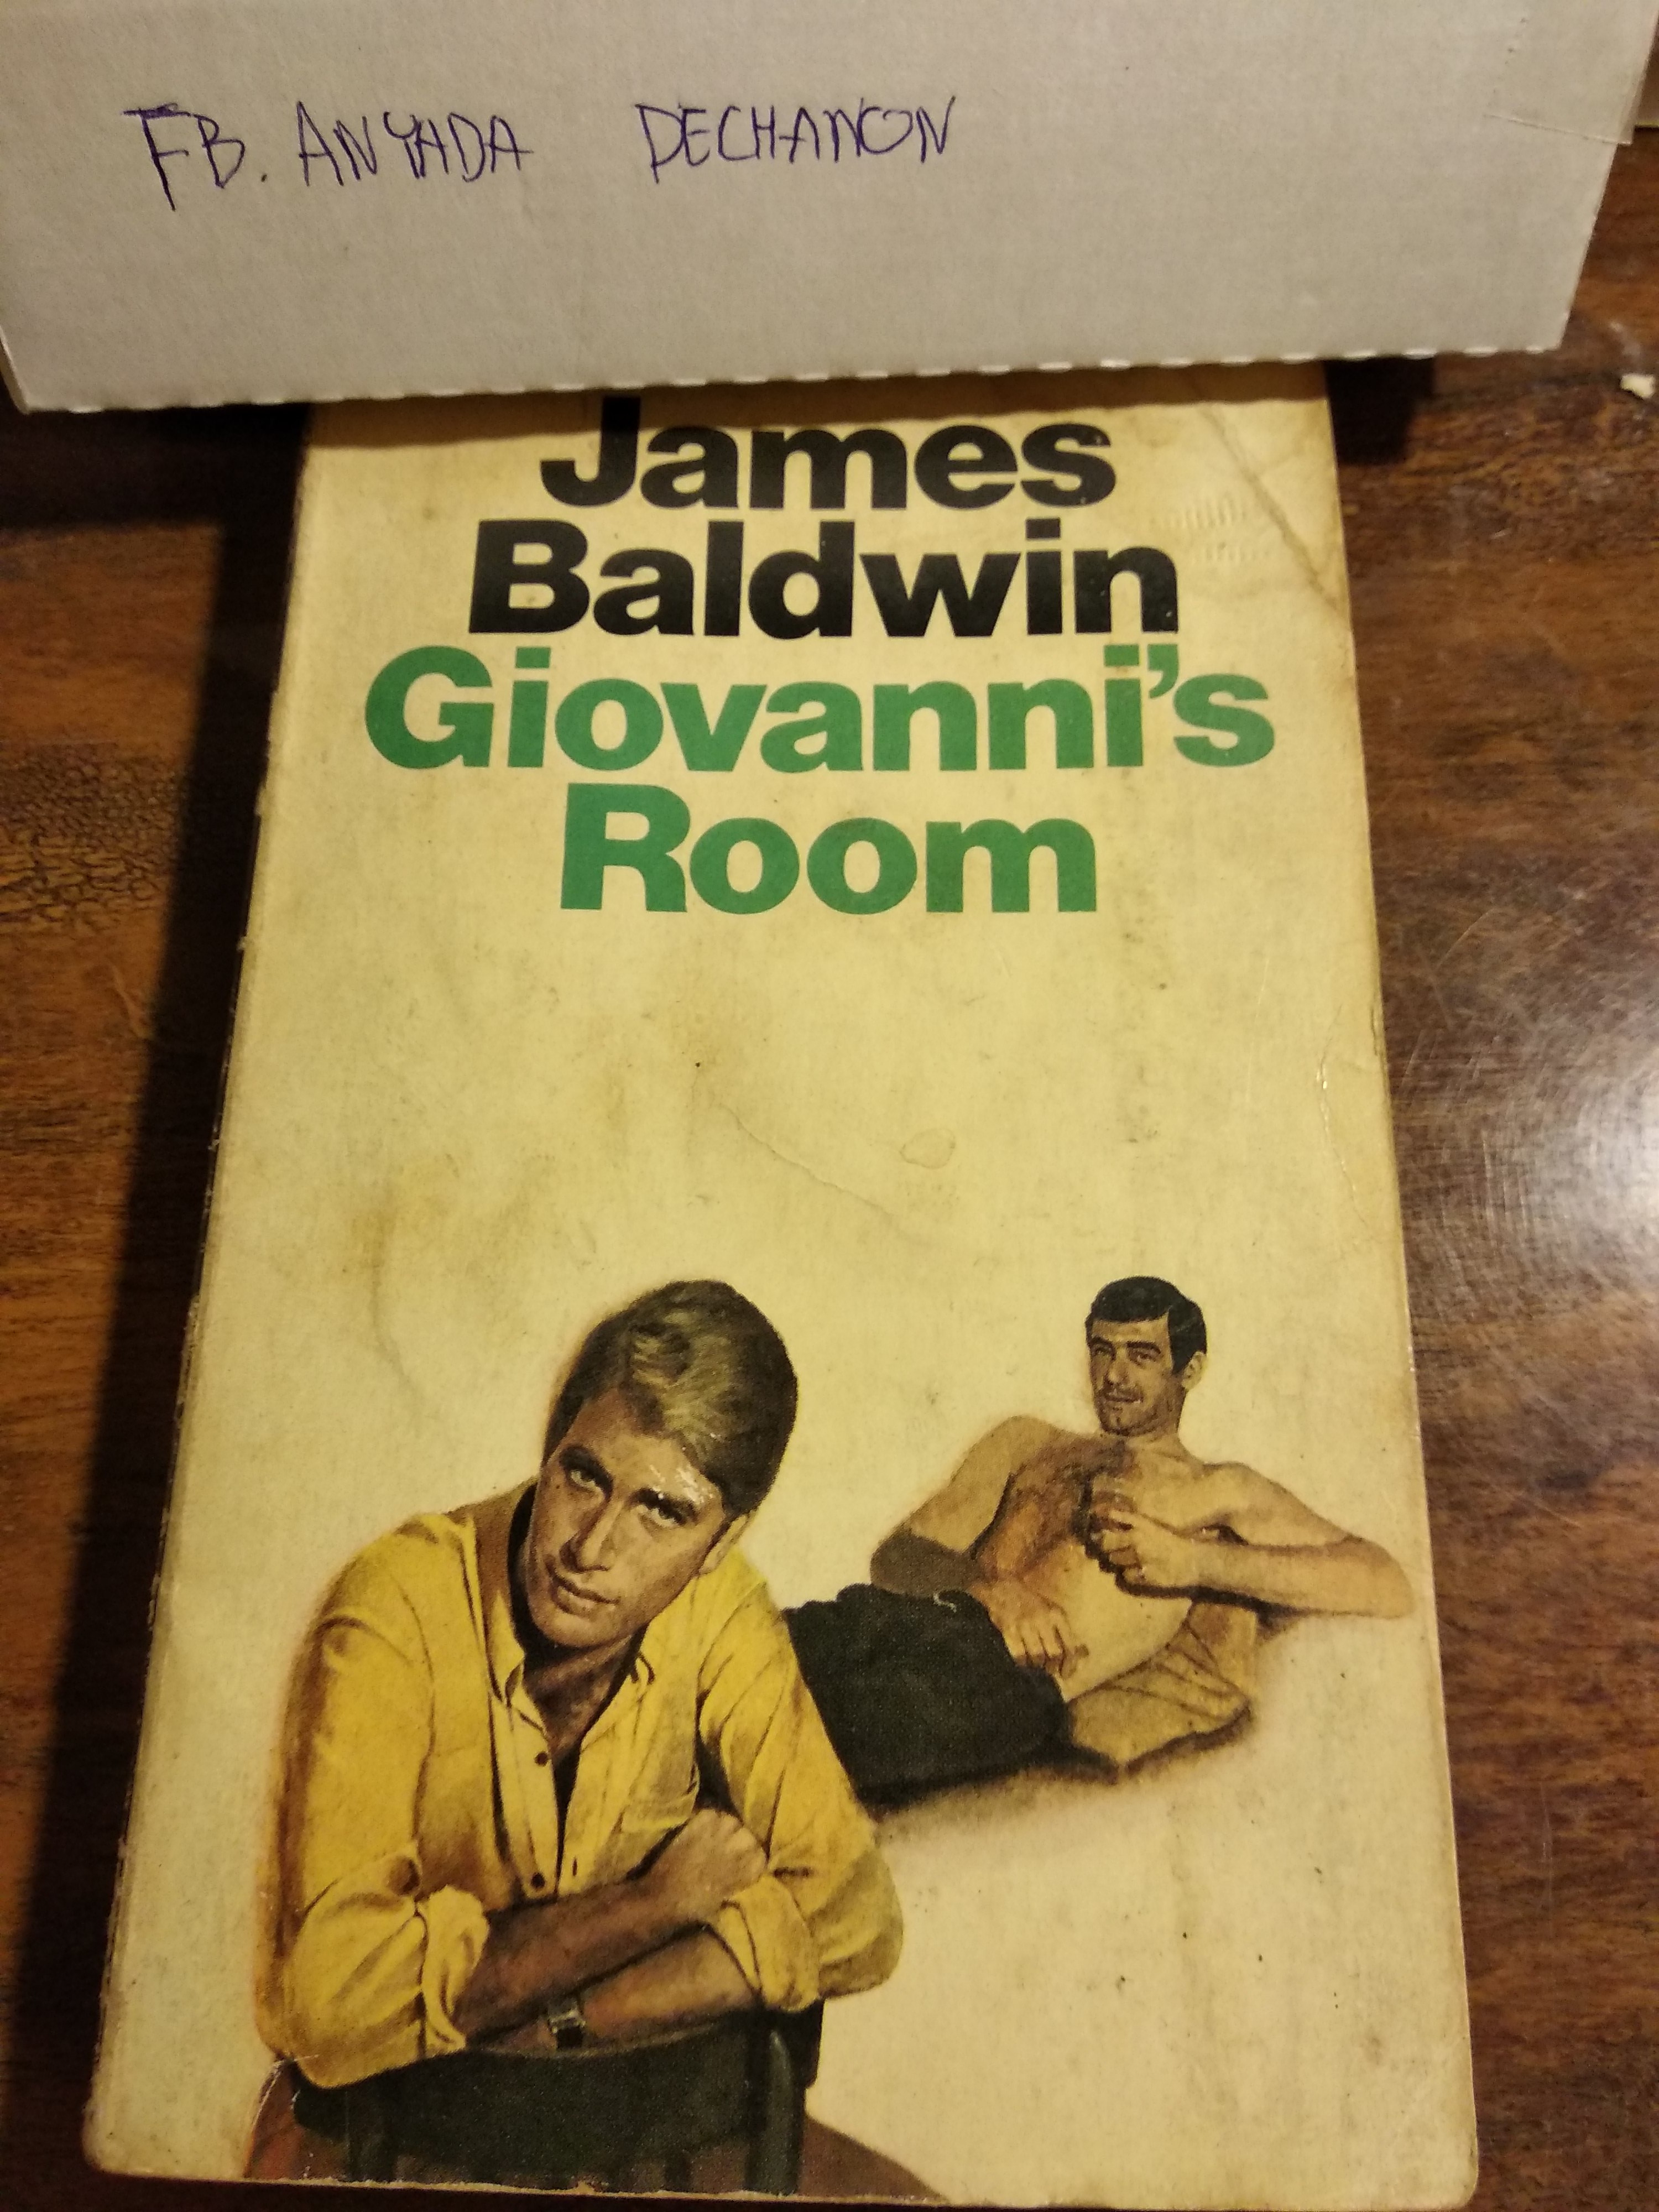 FB. ANYADA DECHANON
James
Baldwin
Giovanni's
Room